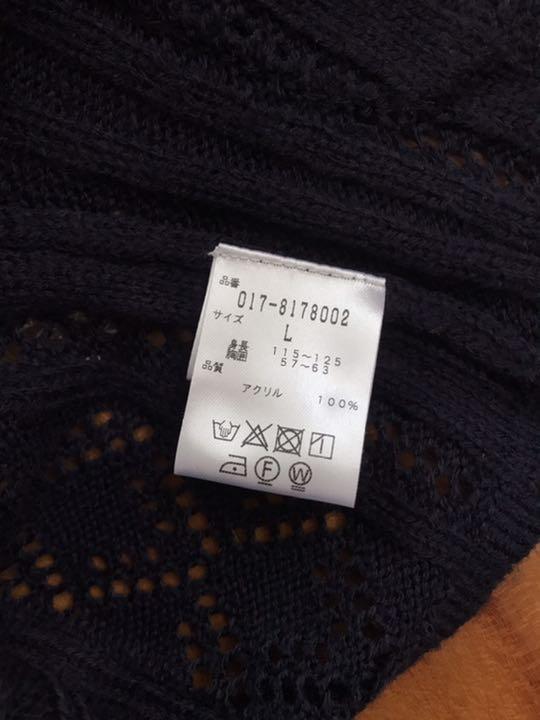 品番
017-8178002
サイズ
L
身長 115～125
胸囲 57～63
品質
アクリル 100%
F W